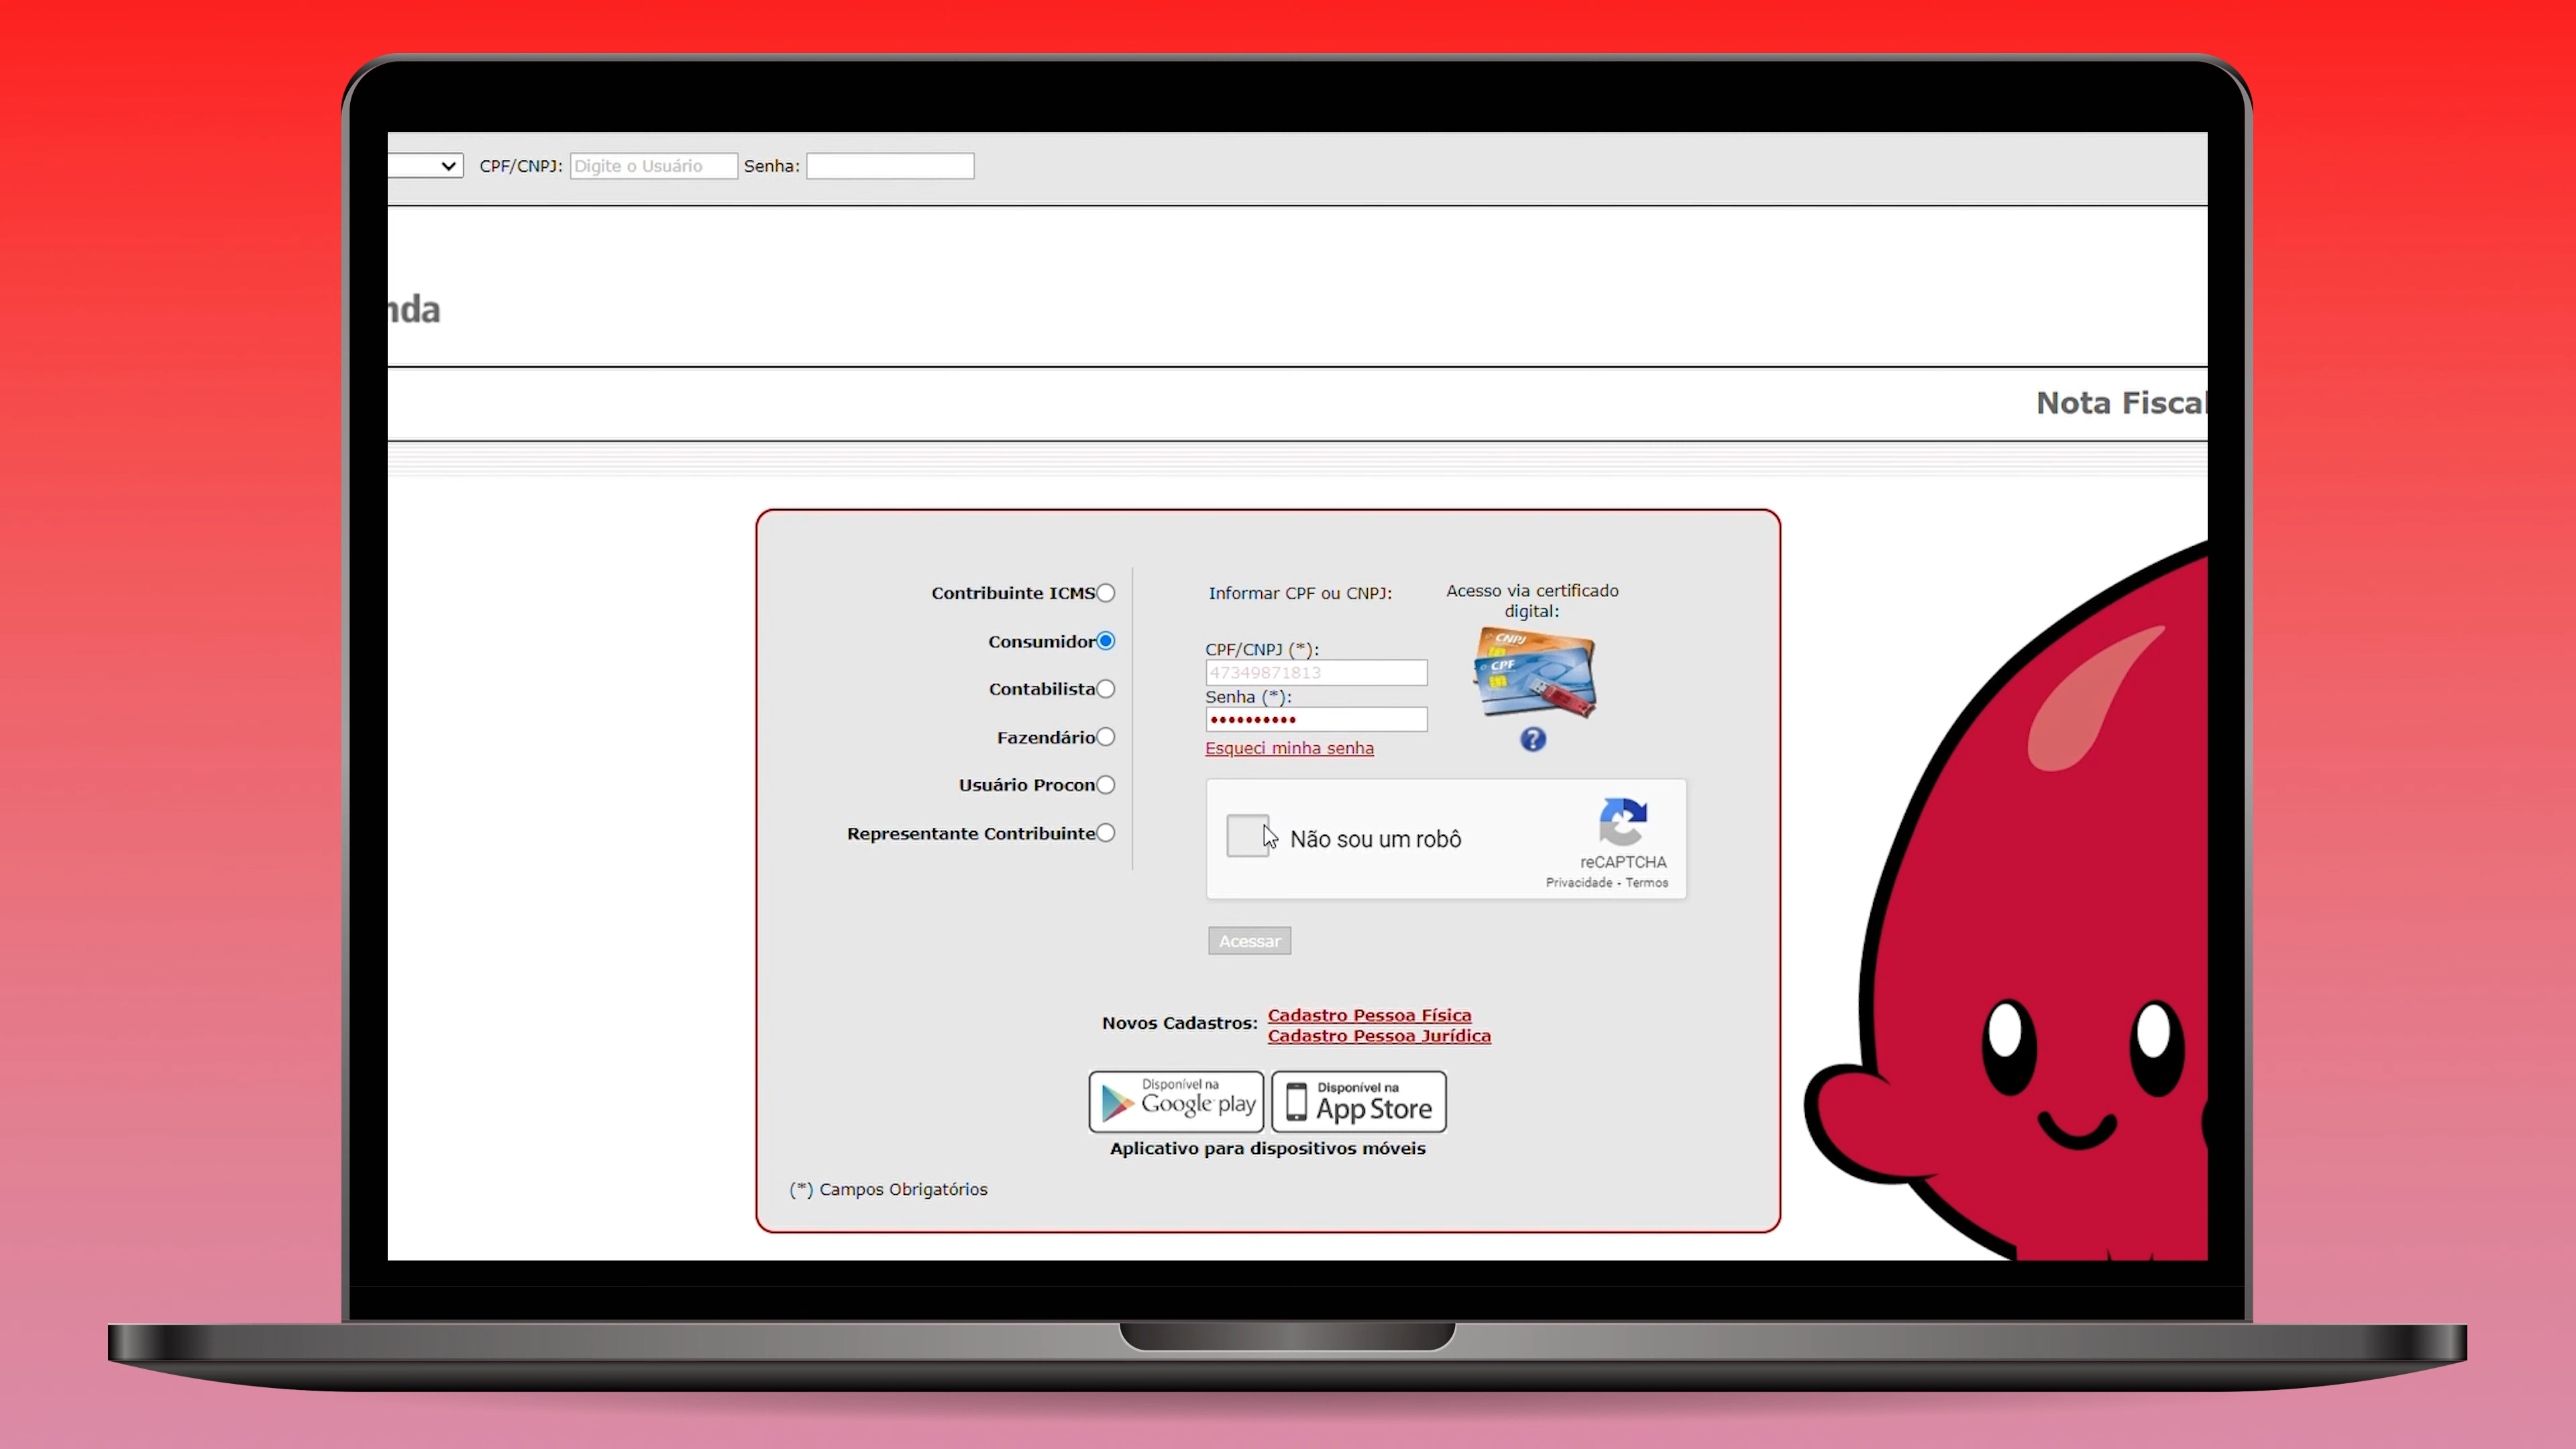 CPF/CNPJ: Digite o Usuário Senha:
nda
Nota Fiscal
Contribuinte ICMS
Consumidor
Contabilista
Fazendário
Usuário Procon
Representante Contribuinte
Informar CPF ou CNPJ:
CPF/CNPJ (*):
47349871813
Senha (*):
••••••••••
Esqueci minha senha
Acesso via certificado
digital:
CNPJ
CPF
?
Não sou um robô
reCAPTCHA
Privacidade - Termos
Acessar
Novos Cadastros:
Cadastro Pessoa Física
Cadastro Pessoa Jurídica
Disponível na
Google play
Disponível na
App Store
Aplicativo para dispositivos móveis
(*) Campos Obrigatórios